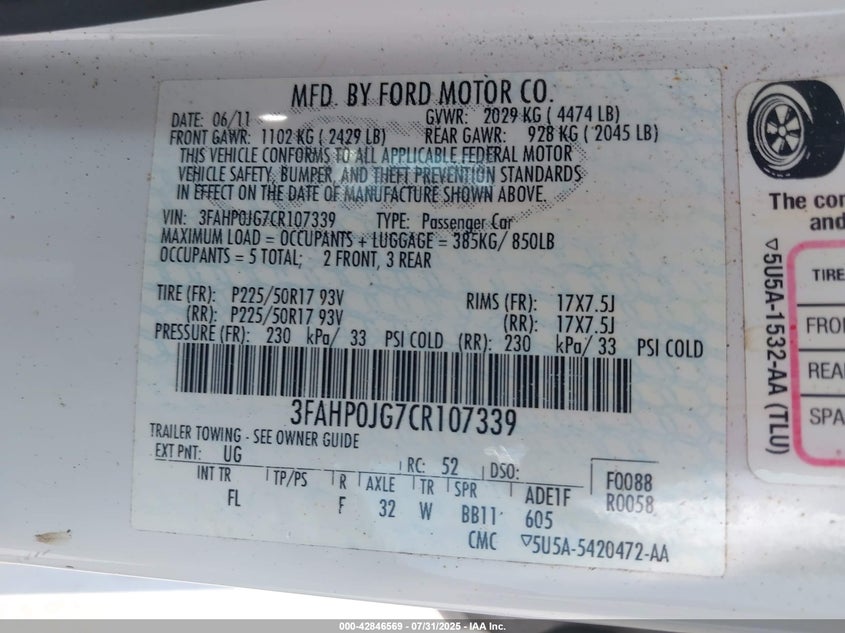 MFD. BY FORD MOTOR CO.
DATE: 06/11 GVWR: 2029 KG ( 4474 LB)
FRONT GAWR: 1102 KG ( 2429 LB) REAR GAWR: 928 KG ( 2045 LB)
THIS VEHICLE CONFORMS TO ALL APPLICABLE FEDERAL MOTOR
VEHICLE SAFETY, BUMPER, AND THEFT PREVENTION STANDARDS
IN EFFECT ON THE DATE OF MANUFACTURE SHOWN ABOVE.
VIN: 3FAHP0JG7CR107339 TYPE: Passenger Car
MAXIMUM LOAD = OCCUPANTS + LUGGAGE = 385KG/ 850LB
OCCUPANTS = 5 TOTAL; 2 FRONT, 3 REAR
TIRE (FR): P225/50R17 93V RIMS (FR): 17X7.5J
(RR): P225/50R17 93V (RR): 17X7.5J
PRESSURE (FR): 230 kPa/ 33 PSI COLD (RR): 230 kPa/ 33 PSI COLD
3FAHP0JG7CR107339
TRAILER TOWING - SEE OWNER GUIDE
EXT PNT: UG RC: 52 DSO: F0088
INT TR TP/PS R AXLE TR SPR ADE1F R0058
FL F 32 W BB11 605
CMC ▽5U5A-5420472-AA
The con
and
▽5U5A-1532-AA (TLU)
TIRE
FRO
REA
SPA
000-42846569 - 07/31/2025 - IAA Inc.